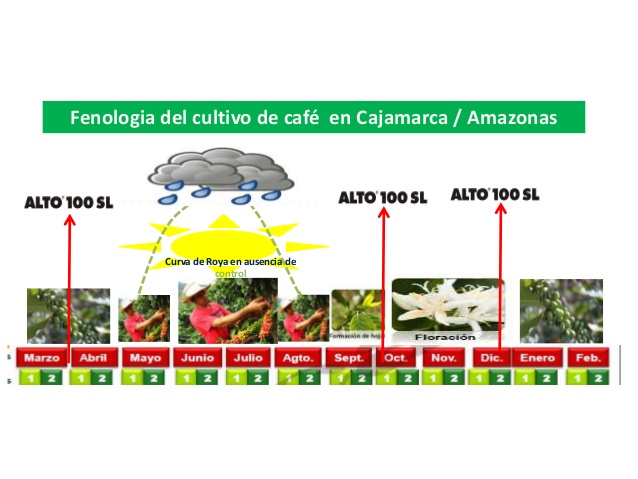 Fenologia del cultivo de café en Cajamarca / Amazonas
ALTO® 100 SL
ALTO® 100 SL
ALTO® 100 SL
Curva de Roya en ausencia de
control
Formación de hojas
Floración
Marzo Abril Mayo Junio Julio Agto. Sept. Oct. Nov. Dic. Enero Feb.
1 2 1 2 1 2 1 2 1 2 1 2 1 2 1 2 1 2 1 2 1 2 1 2